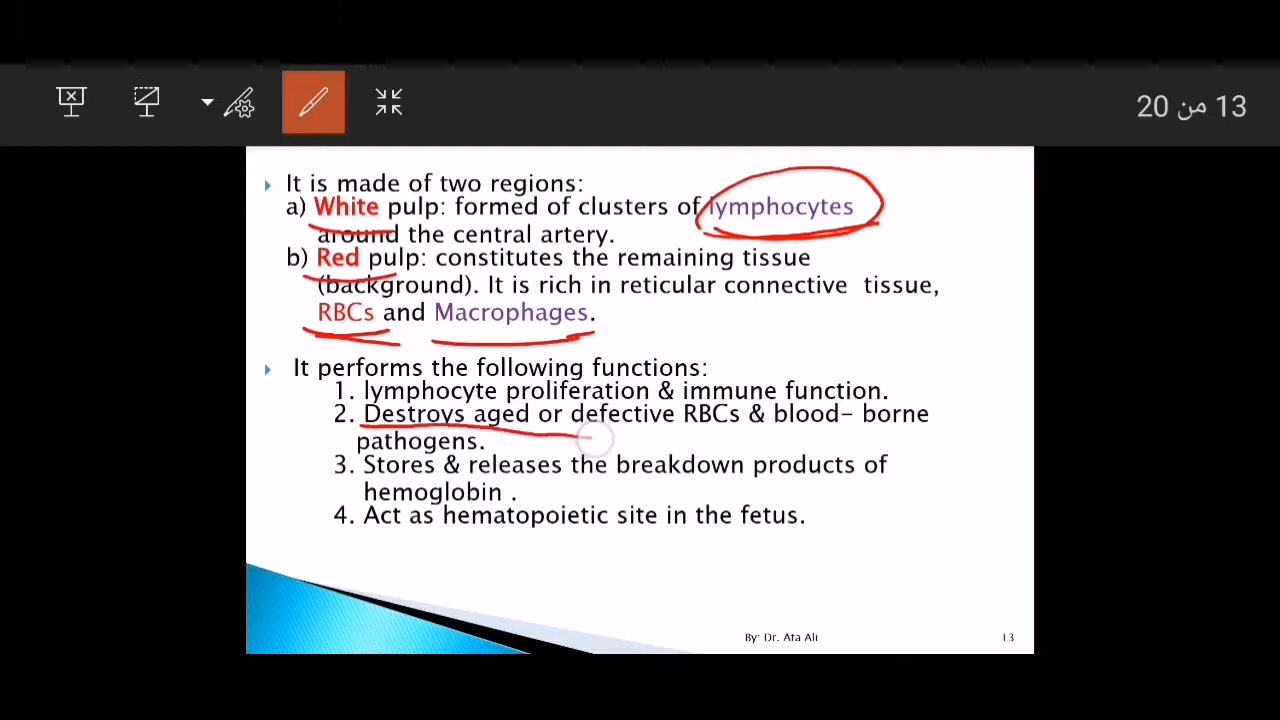 13 من 20
It is made of two regions:
a) White pulp: formed of clusters of lymphocytes
around the central artery.
b) Red pulp: constitutes the remaining tissue
(background). It is rich in reticular connective tissue,
RBCs and Macrophages.
It performs the following functions:
1. lymphocyte proliferation & immune function.
2. Destroys aged or defective RBCs & blood- borne
pathogens.
3. Stores & releases the breakdown products of
hemoglobin .
4. Act as hematopoietic site in the fetus.
By: Dr. Ata Ali
13